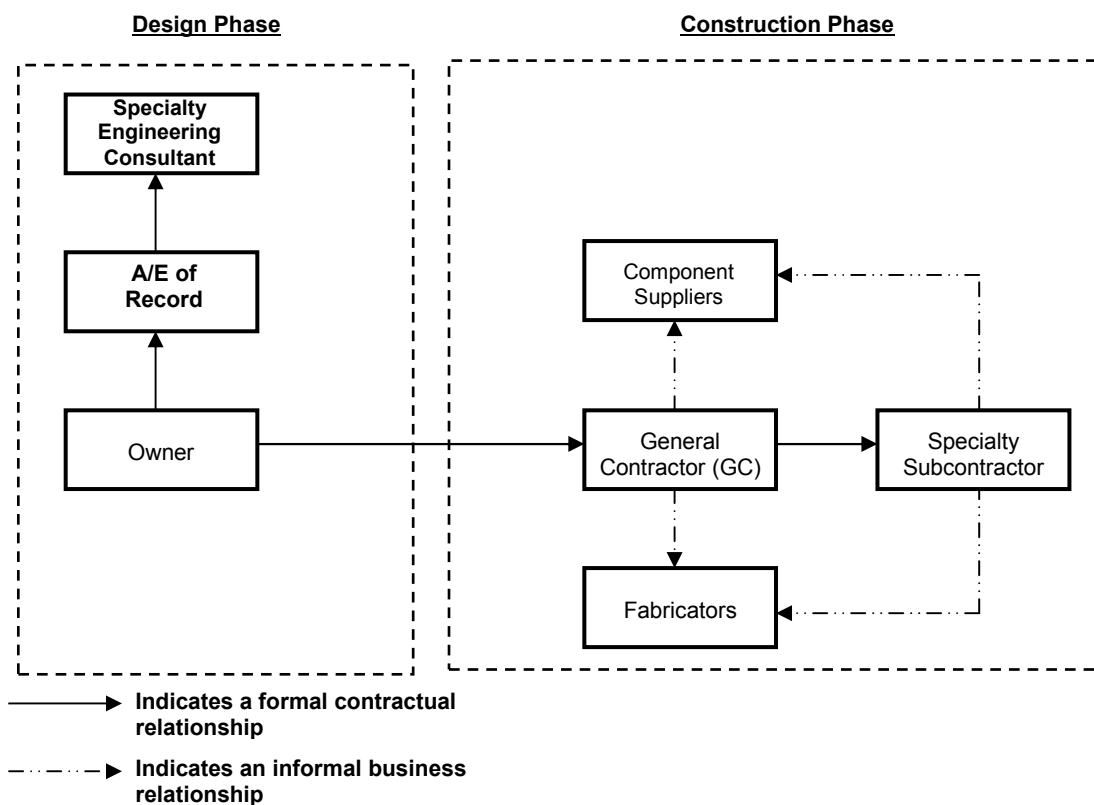 Design Phase
Construction Phase
Specialty
Engineering
Consultant
A/E of
Record
Owner
Component
Suppliers
General
Contractor (GC)
Specialty
Subcontractor
Fabricators
Indicates a formal contractual
relationship
Indicates an informal business
relationship